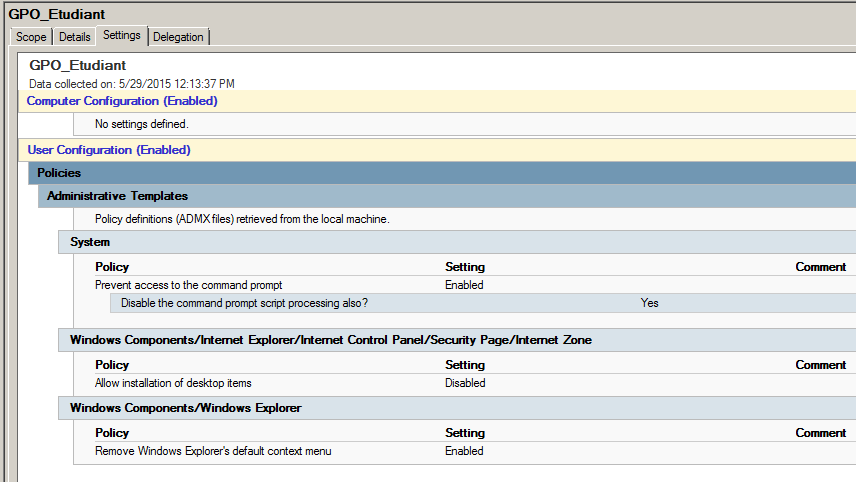 GPO_Etudiant
Scope Details Settings Delegation
GPO_Etudiant
Data collected on: 5/29/2015 12:13:37 PM
Computer Configuration (Enabled)
No settings defined.
User Configuration (Enabled)
Policies
Administrative Templates
Policy definitions (ADMX files) retrieved from the local machine.
System
Policy Setting Comment
Prevent access to the command prompt Enabled
Disable the command prompt script processing also? Yes
Windows Components/Internet Explorer/Internet Control Panel/Security Page/Internet Zone
Policy Setting Comment
Allow installation of desktop items Disabled
Windows Components/Windows Explorer
Policy Setting Comment
Remove Windows Explorer's default context menu Enabled